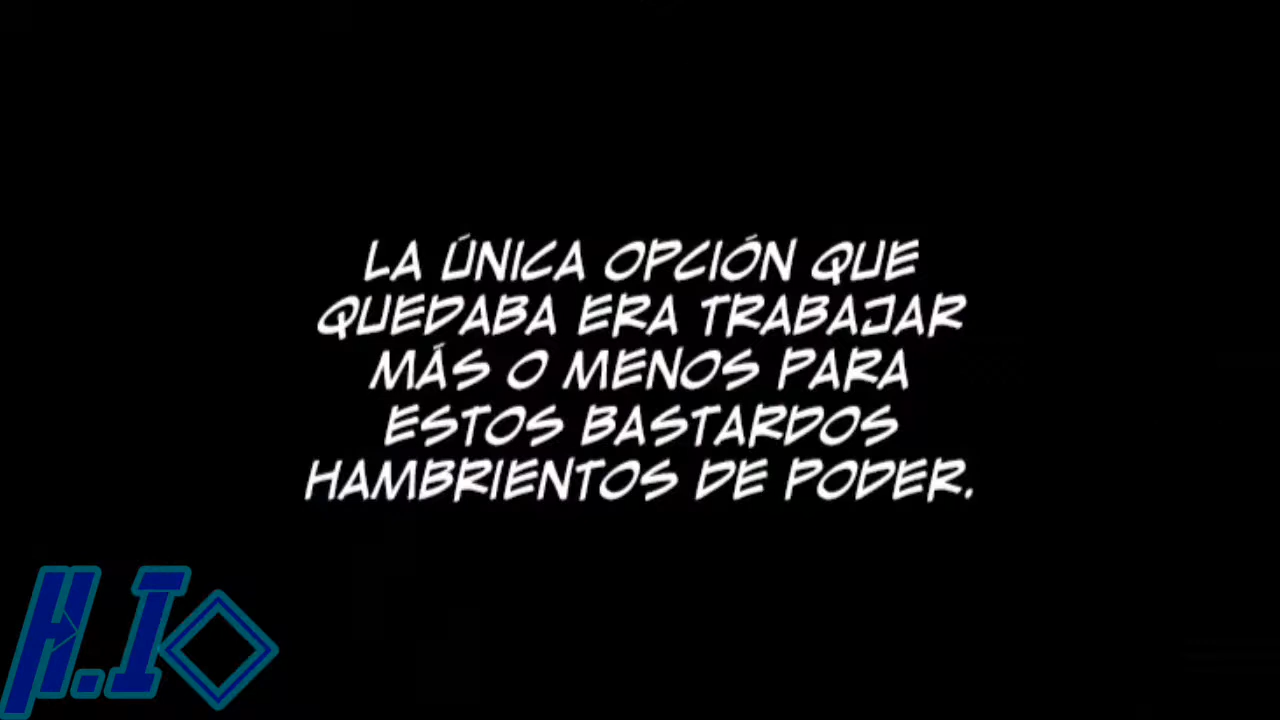 LA ÚNICA OPCIÓN QUE
QUEDABA ERA TRABAJAR
MÁS O MENOS PARA
ESTOS BASTARDOS
HAMBRIENTOS DE PODER.
H.I